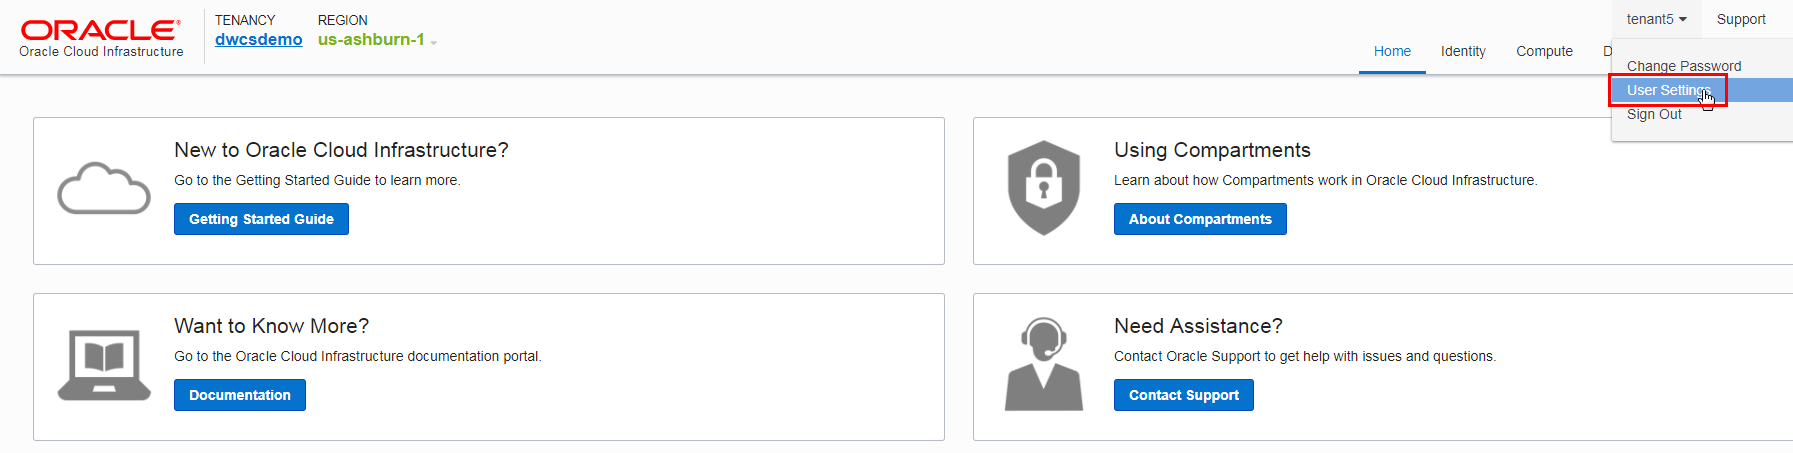 ORACLE®
Oracle Cloud Infrastructure
TENANCY
dwcsdemo
REGION
us-ashburn-1
tenant5
Support
Home
Identity
Compute
D
Change Password
User Settings
Sign Out
New to Oracle Cloud Infrastructure?
Go to the Getting Started Guide to learn more.
Getting Started Guide
Using Compartments
Learn about how Compartments work in Oracle Cloud Infrastructure.
About Compartments
Want to Know More?
Go to the Oracle Cloud Infrastructure documentation portal.
Documentation
Need Assistance?
Contact Oracle Support to get help with issues and questions.
Contact Support